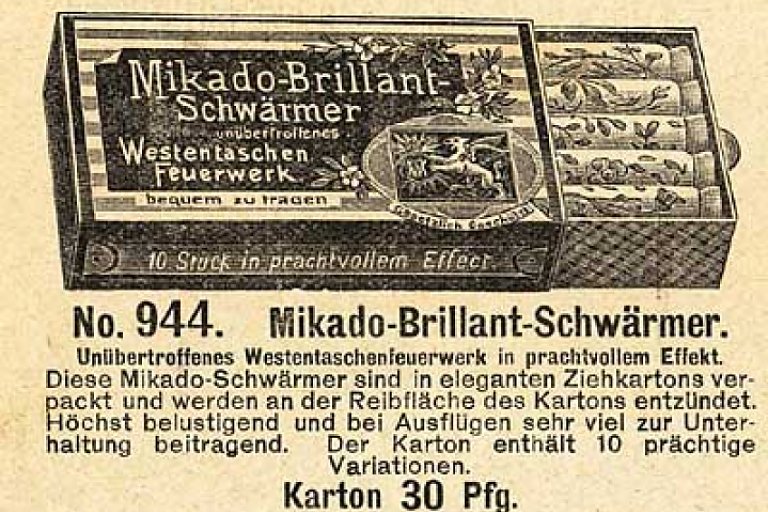 Mikado-Brillant-
Schwärmer
unübertroffenes
Westentaschen
Feuerwerk
bequem zu tragen
Gesetzlich Geschützt
10 Stück in prachtvollem Effect.
No. 944. Mikado-Brillant-Schwärmer.
Unübertroffenes Westentaschenfeuerwerk in prachtvollem Effekt.
Diese Mikado-Schwärmer sind in eleganten Ziehkartons ver-
packt und werden an der Reibfläche des Kartons entzündet.
Höchst belustigend und bei Ausflügen sehr viel zur Unter-
haltung beitragend. Der Karton enthält 10 prächtige
Variationen.
Karton 30 Pfg.